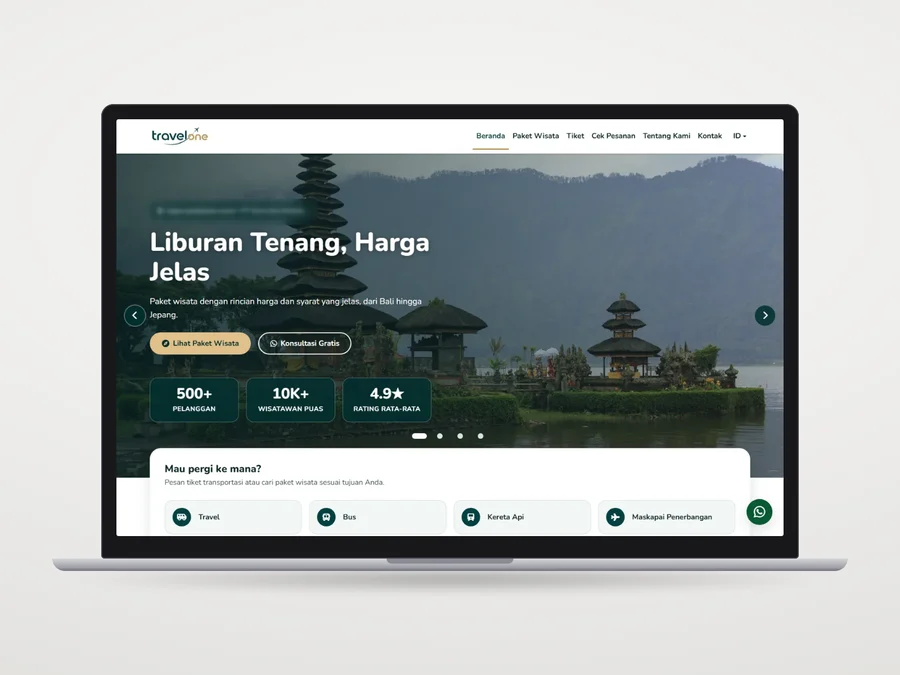 travelone
Beranda Paket Wisata Tiket Cek Pesanan Tentang Kami Kontak ID
Liburan Tenang, Harga
Jelas
Paket wisata dengan rincian harga dan syarat yang jelas, dari Bali hingga
Jepang.
Lihat Paket Wisata Konsultasi Gratis
500+ 10K+ 4.9★
PELANGGAN WISATAWAN PUAS RATING RATA-RATA
Mau pergi ke mana?
Pesan tiket transportasi atau cari paket wisata sesuai tujuan Anda.
Travel Bus Kereta Api Maskapai Penerbangan